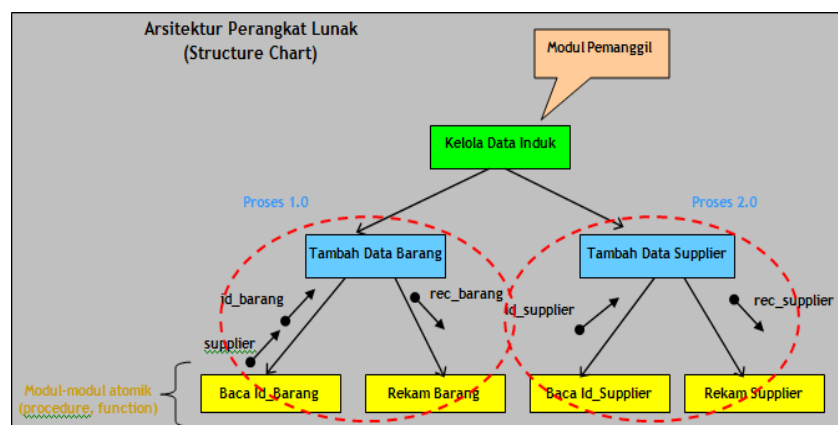 Arsitektur Perangkat Lunak
(Structure Chart)
Modul Pemanggil
Kelola Data Induk
Proses 1.0
Proses 2.0
Tambah Data Barang
Tambah Data Supplier
id_barang
rec_barang
id_supplier
rec_supplier
supplier
Modul-modul atomik
(procedure, function)
Baca Id_Barang
Rekam Barang
Baca Id_Supplier
Rekam Supplier